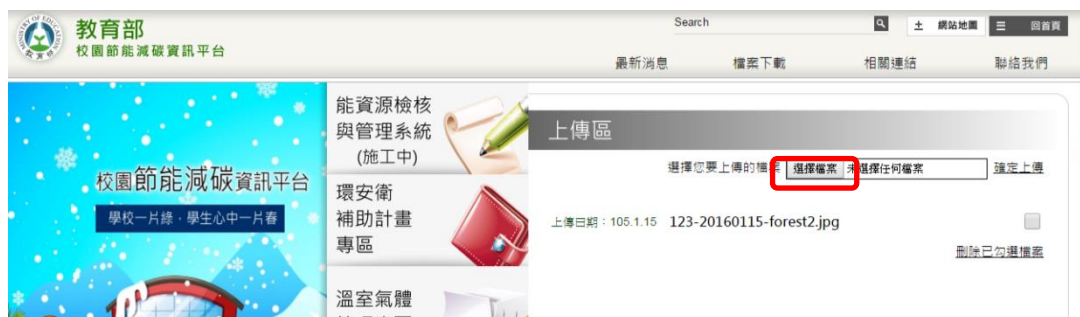 教育部
校園節能減碳資訊平台
Search
網站地圖
回首頁
最新消息
檔案下載
相關連結
聯絡我們
校園節能減碳資訊平台
學校一片綠．學生心中一片春
能資源檢核
與管理系統
(施工中)
環安衛
補助計畫
專區
溫室氣體
上傳區
選擇您要上傳的檔案 選擇檔案 未選擇任何檔案 確定上傳
上傳日期：105.1.15 123-20160115-forest2.jpg
刪除已勾選檔案